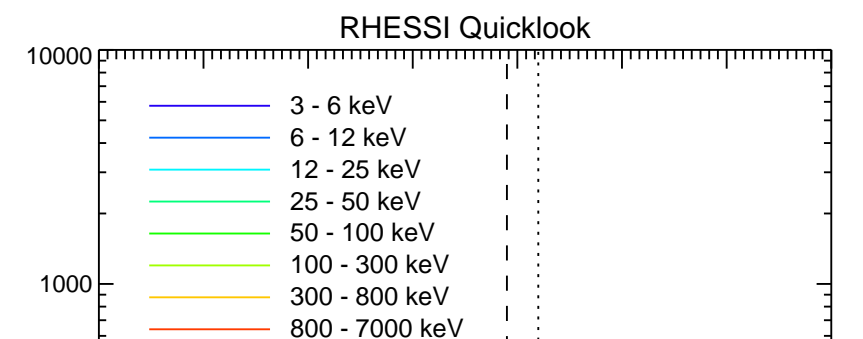 RHESSI Quicklook
10000
3 - 6 keV
6 - 12 keV
12 - 25 keV
25 - 50 keV
50 - 100 keV
100 - 300 keV
1000
300 - 800 keV
800 - 7000 keV